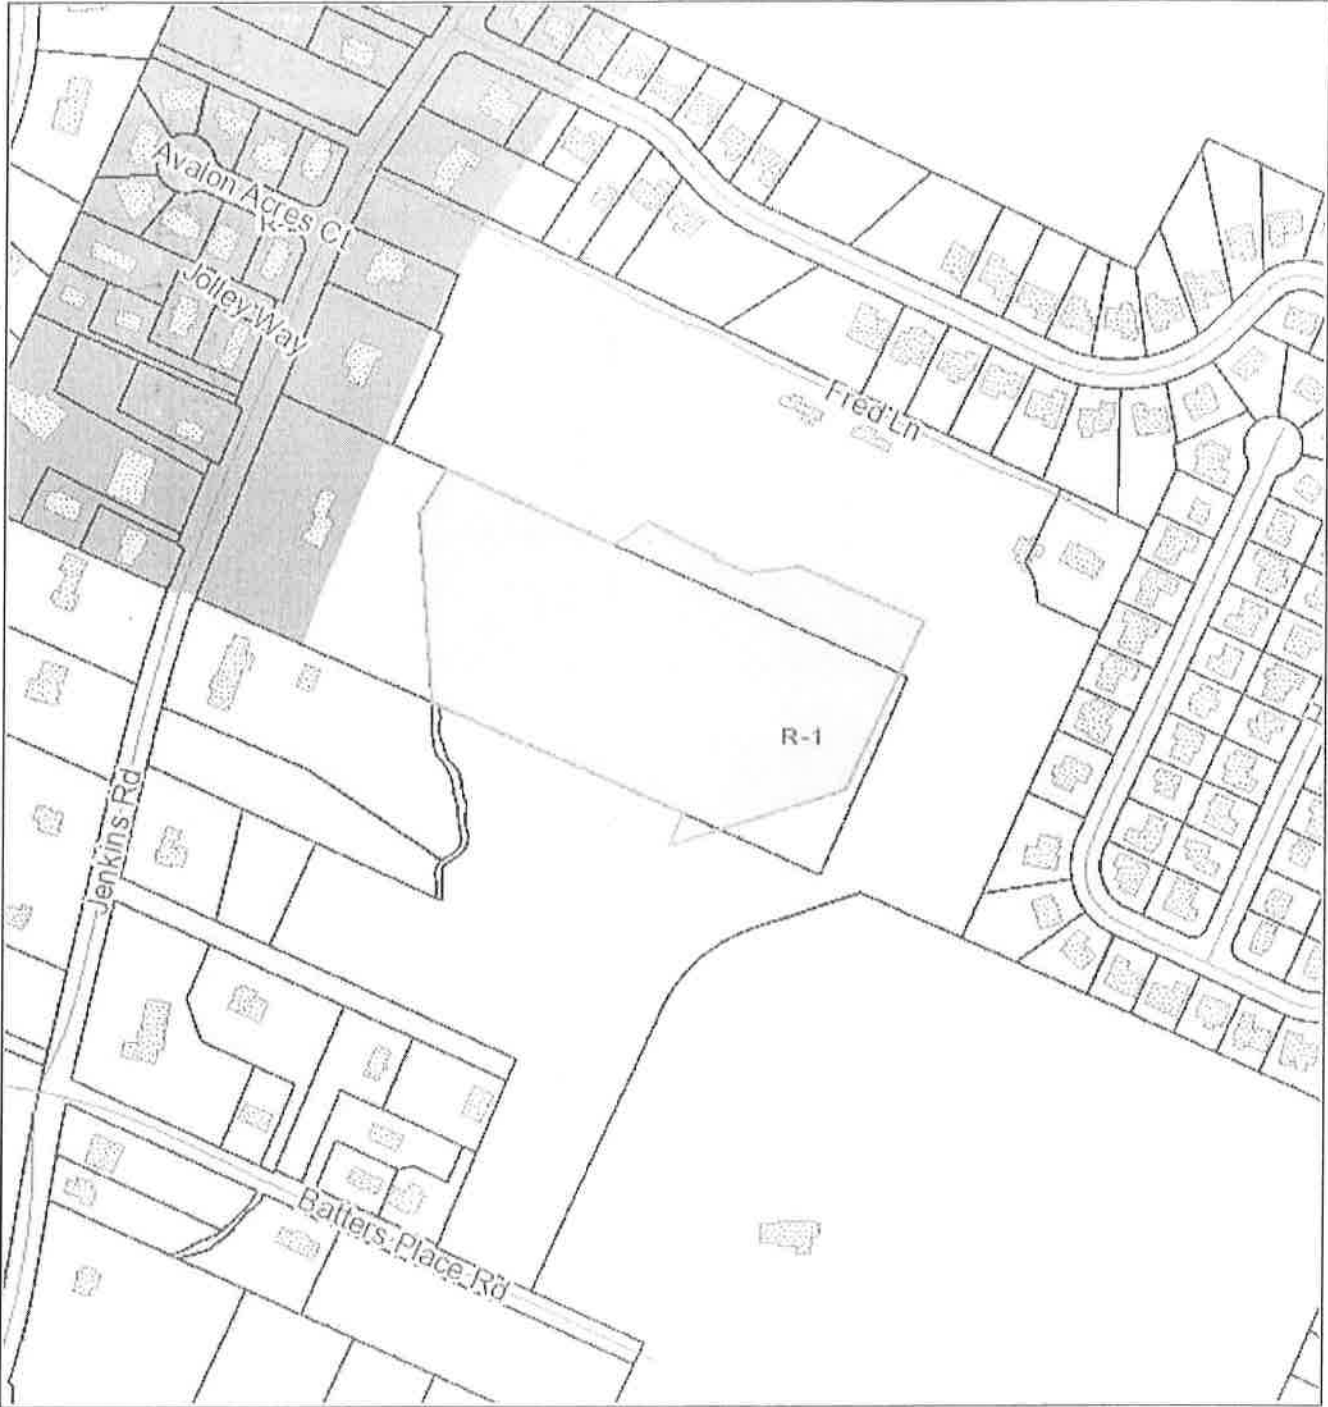 Avalon Acres Ct
Jolley Way
Fred Ln
R-1
Jenkins Rd
Batters Place Rd